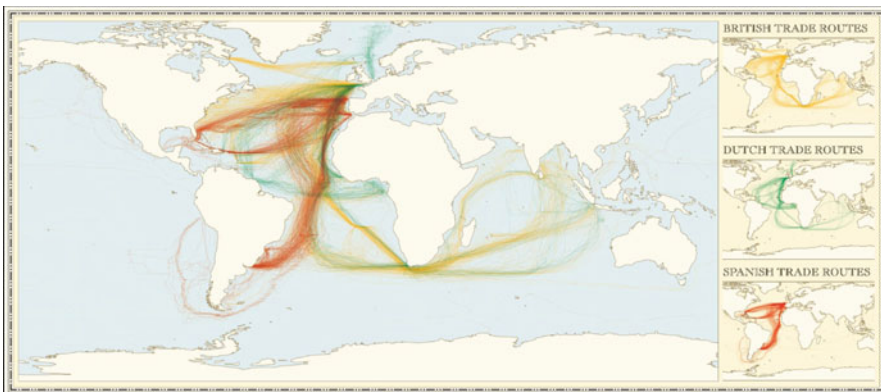 BRITISH TRADE ROUTES
DUTCH TRADE ROUTES
SPANISH TRADE ROUTES